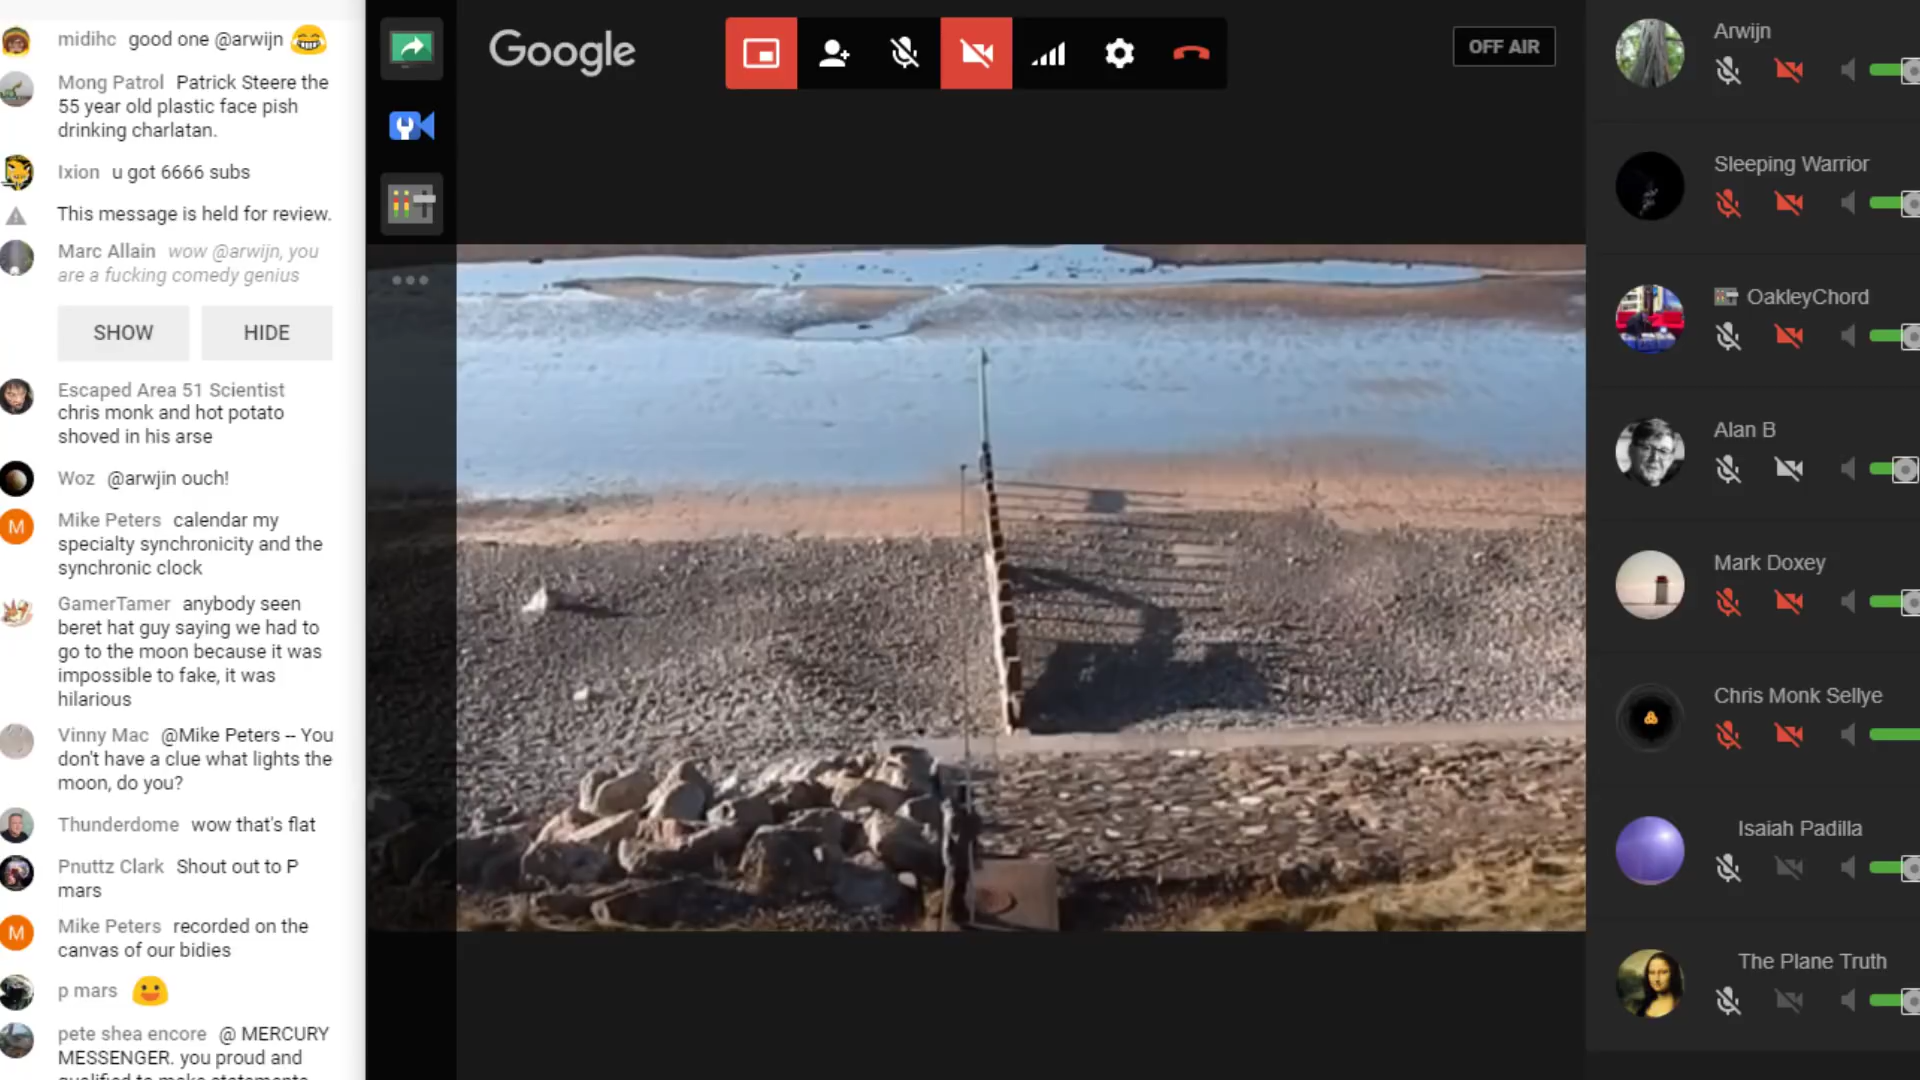 midihc good one @arwijn
Mong Patrol Patrick Steere the
55 year old plastic face pish
drinking charlatan.
Ixion u got 6666 subs
This message is held for review.
Marc Allain wow @arwijn, you
are a fucking comedy genius
SHOW HIDE
Escaped Area 51 Scientist
chris monk and hot potato
shoved in his arse
Woz @arwjin ouch!
M
Mike Peters calendar my
specialty synchronicity and the
synchronic clock
GamerTamer anybody seen
beret hat guy saying we had to
go to the moon because it was
impossible to fake, it was
hilarious
Vinny Mac @Mike Peters -- You
don't have a clue what lights the
moon, do you?
Thunderdome wow that's flat
Pnuttz Clark Shout out to P
mars
M
Mike Peters recorded on the
canvas of our bidies
p mars
pete shea encore @ MERCURY
MESSENGER. you proud and
qualified to make statements
Google
OFF AIR
Arwijn
Sleeping Warrior
OakleyChord
Alan B
Mark Doxey
Chris Monk Sellye
Isaiah Padilla
The Plane Truth